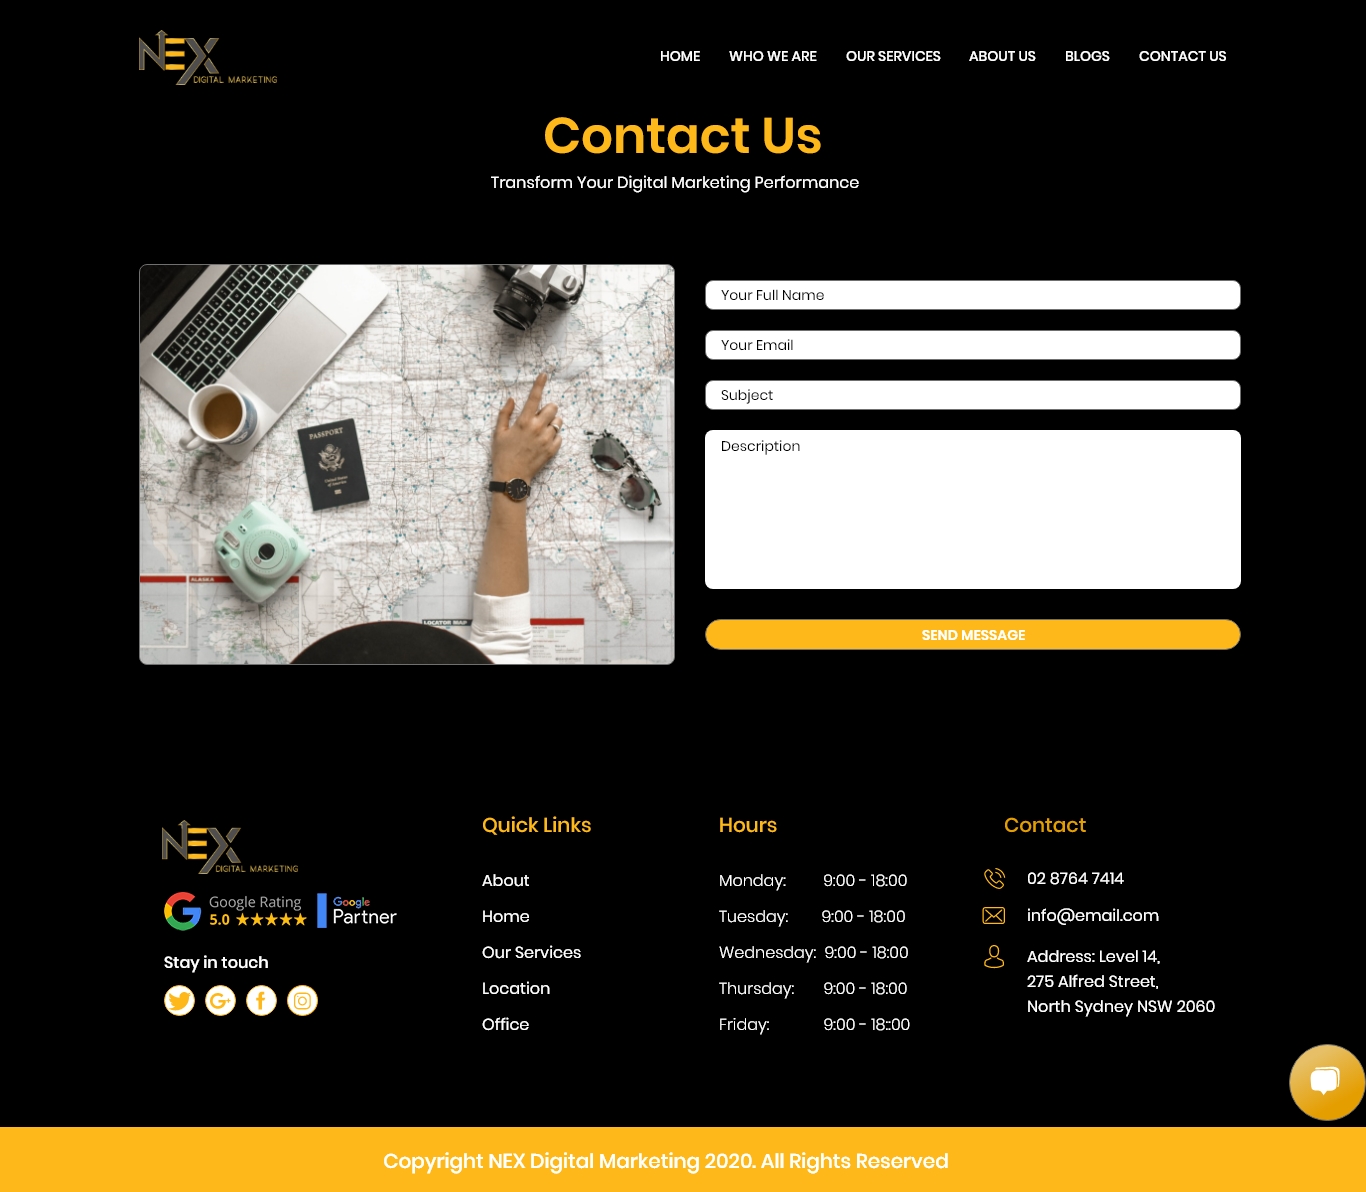 NEX
DIGITAL MARKETING
HOME WHO WE ARE OUR SERVICES ABOUT US BLOGS CONTACT US
Contact Us
Transform Your Digital Marketing Performance
PASSPORT
United States
of America
ALASKA
LOCATOR MAP
Your Full Name
Your Email
Subject
Description
SEND MESSAGE
NEX
DIGITAL MARKETING
Google Rating
5.0
Google
Partner
Stay in touch
Quick Links
About
Home
Our Services
Location
Office
Hours
Monday: 9:00 - 18:00
Tuesday: 9:00 - 18:00
Wednesday: 9:00 - 18:00
Thursday: 9:00 - 18:00
Friday: 9:00 - 18::00
Contact
02 8764 7414
info@email.com
Address: Level 14,
275 Alfred Street,
North Sydney NSW 2060
Copyright NEX Digital Marketing 2020. All Rights Reserved